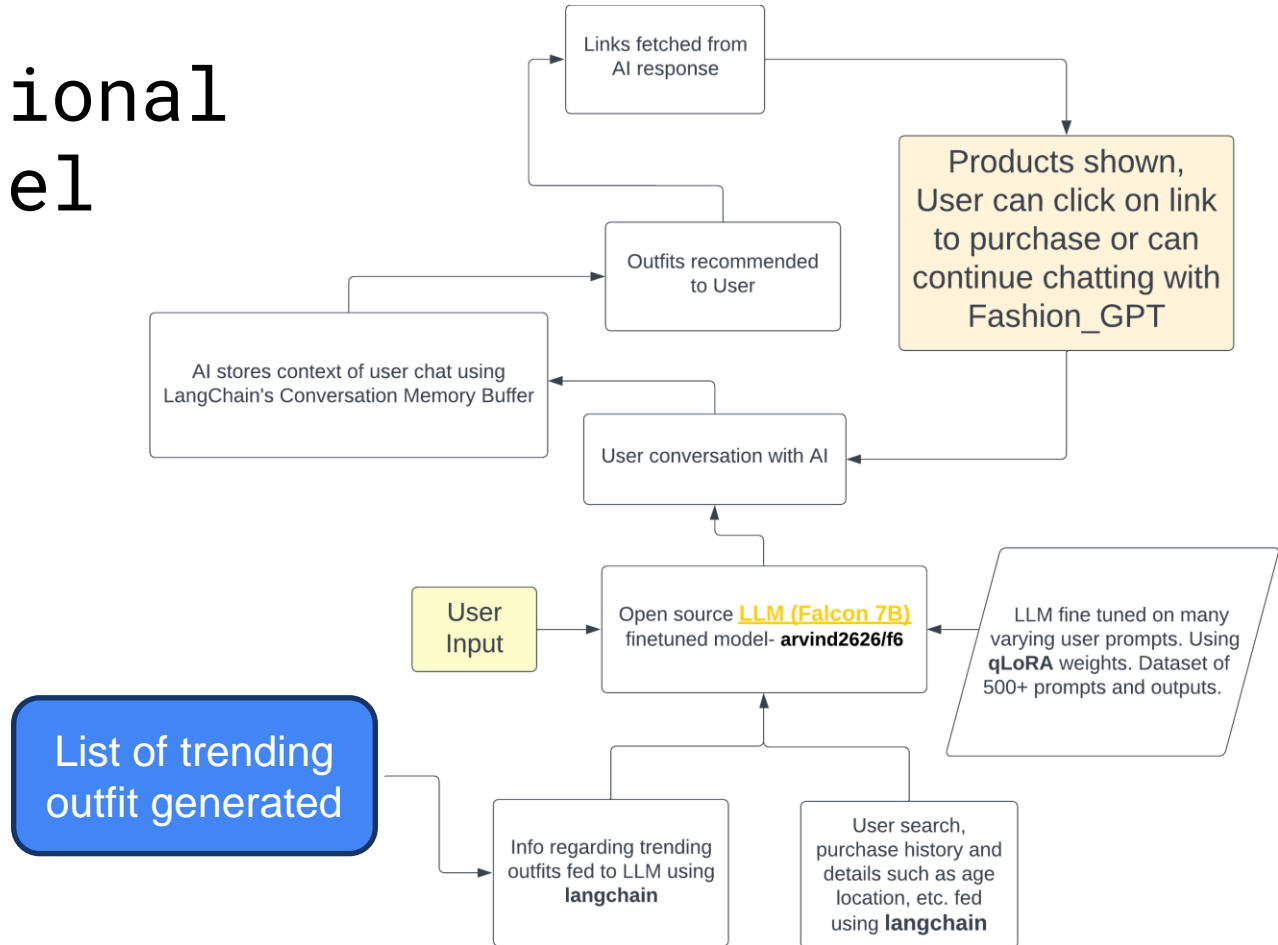 ional
el
Links fetched from
AI response
Products shown,
User can click on link
to purchase or can
continue chatting with
Fashion_GPT
Outfits recommended
to User
AI stores context of user chat using
LangChain's Conversation Memory Buffer
User conversation with AI
User
Input
Open source LLM (Falcon 7B)
finetuned model- arvind2626/f6
LLM fine tuned on many
varying user prompts. Using
qLoRA weights. Dataset of
500+ prompts and outputs.
List of trending
outfit generated
Info regarding trending
outfits fed to LLM using
langchain
User search,
purchase history and
details such as age
location, etc. fed
using langchain